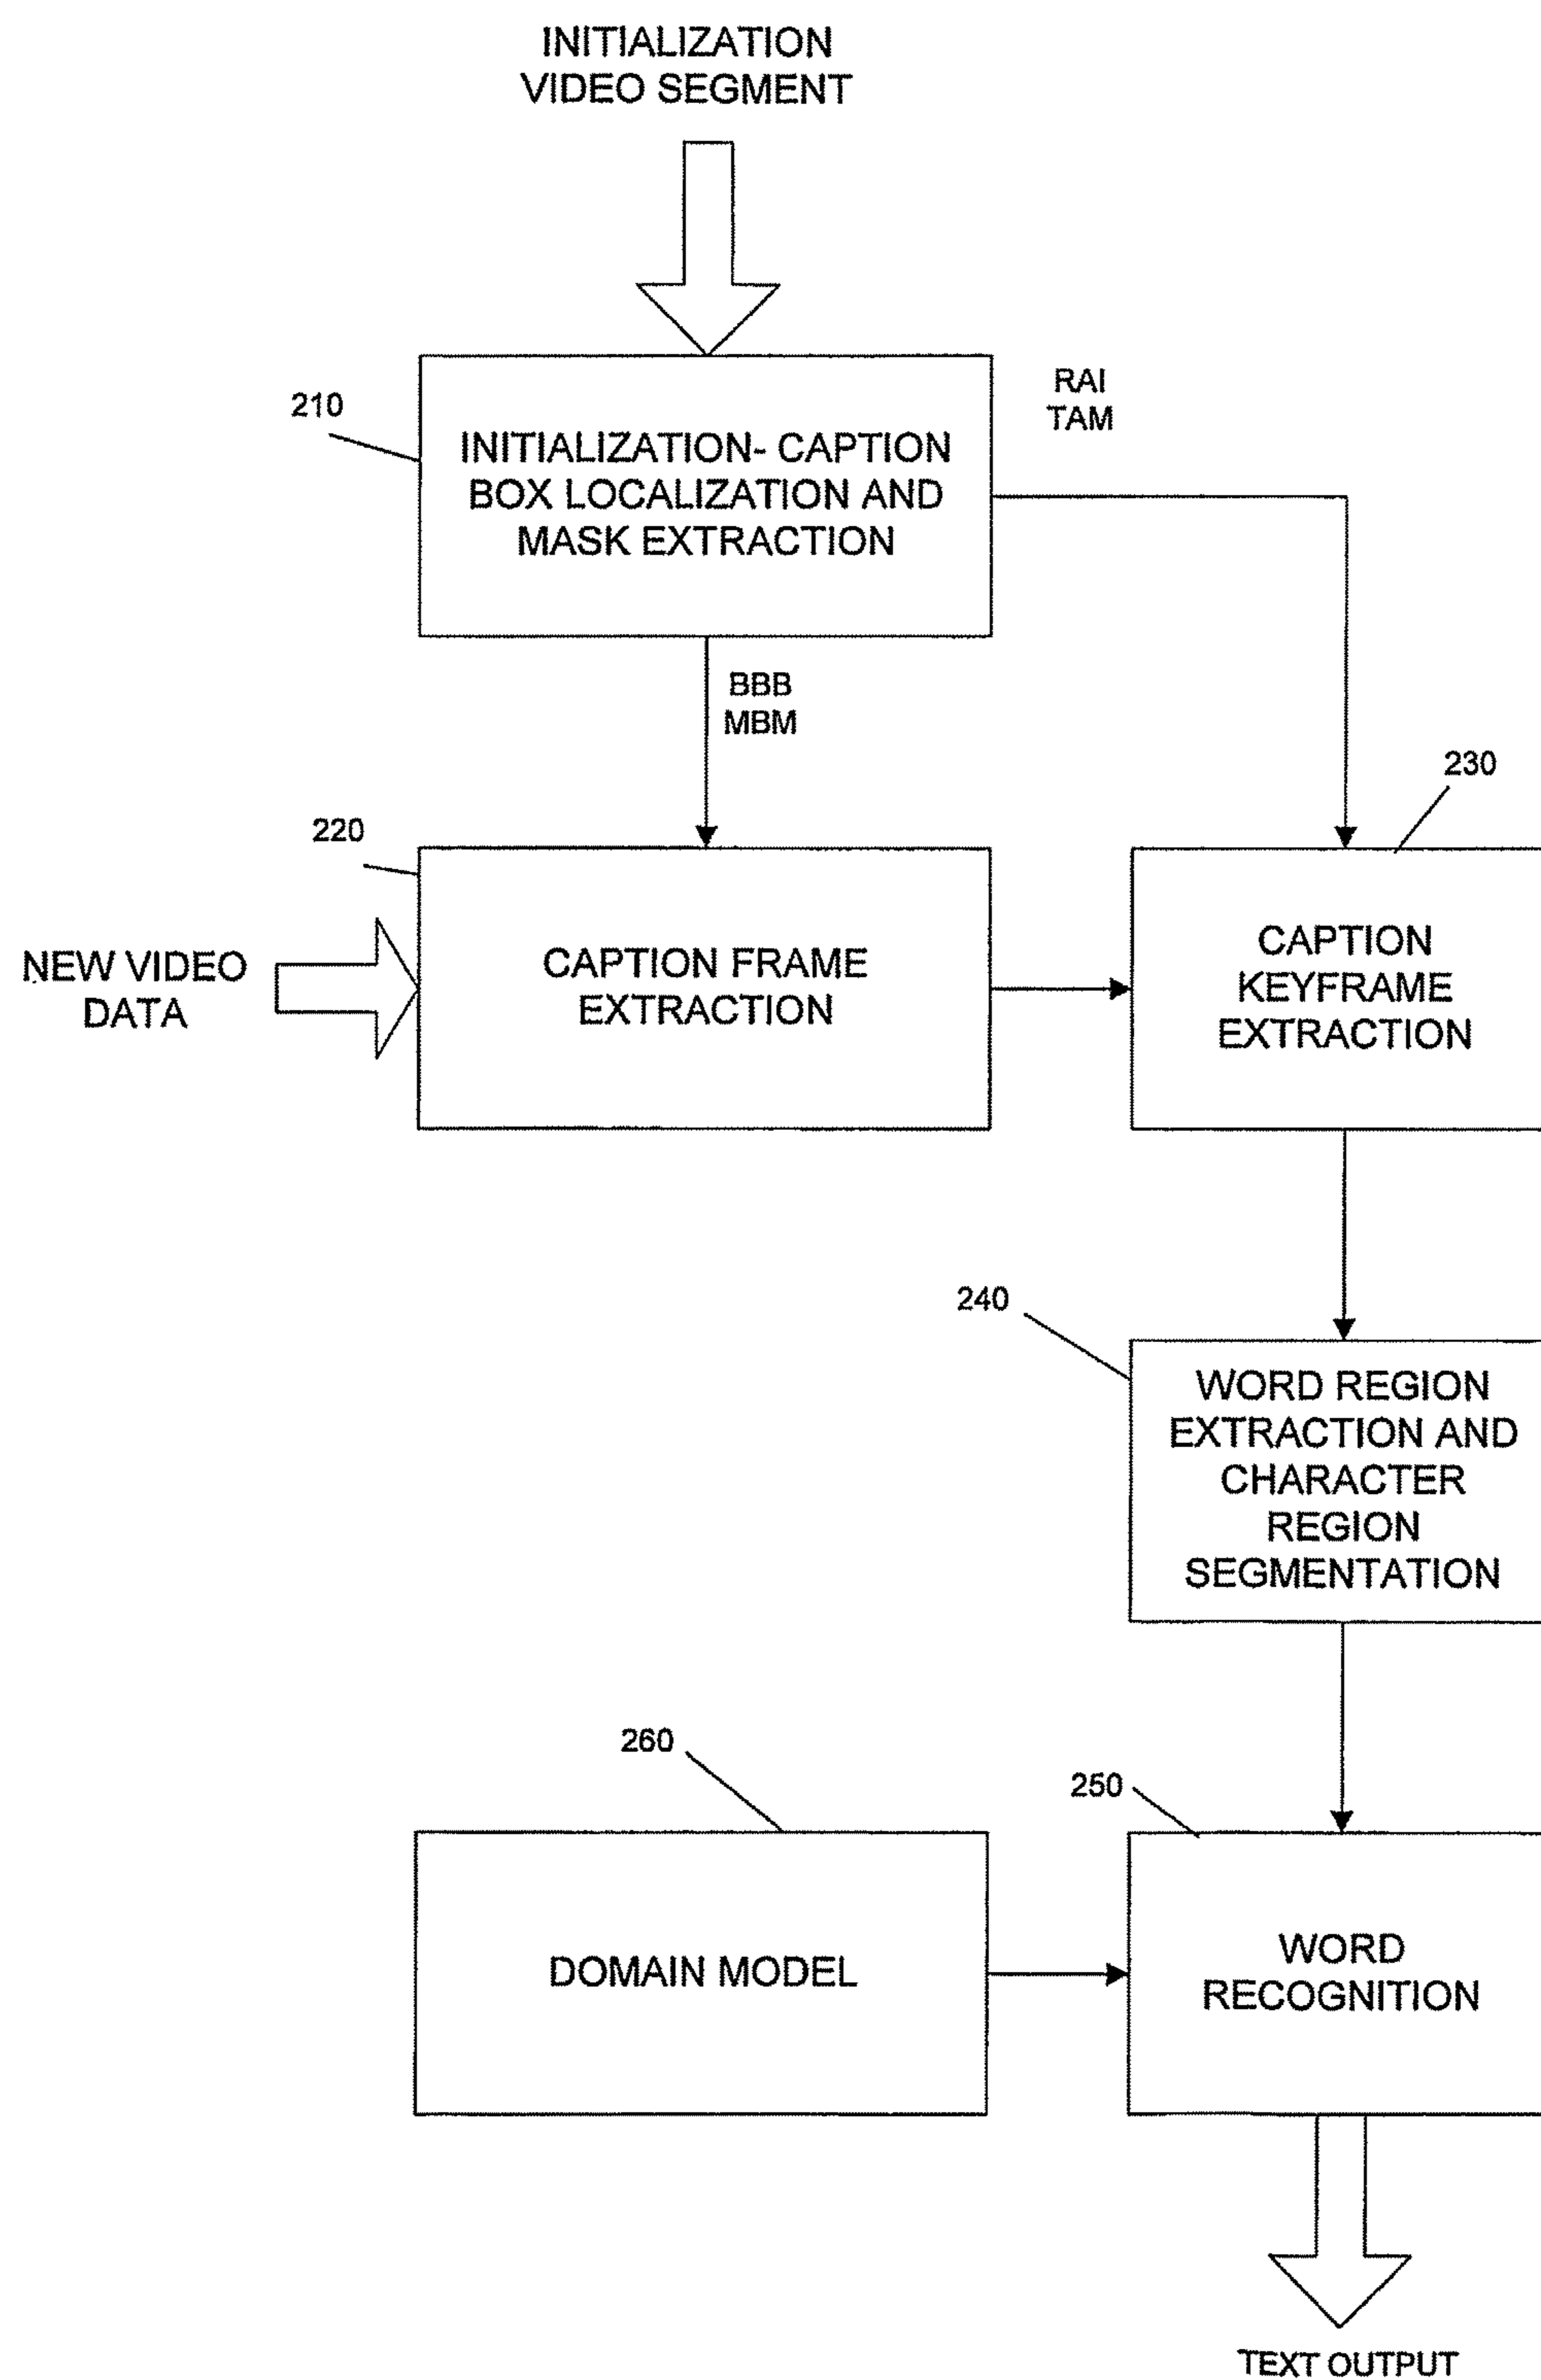 INITIALIZATION
VIDEO SEGMENT
RAI
TAM
210
INITIALIZATION- CAPTION
BOX LOCALIZATION AND
MASK EXTRACTION
BBB
MBM
230
220
CAPTION FRAME
EXTRACTION
CAPTION
KEYFRAME
EXTRACTION
NEW VIDEO
DATA
240
WORD REGION
EXTRACTION AND
CHARACTER
REGION
SEGMENTATION
260
250
DOMAIN MODEL
WORD
RECOGNITION
TEXT OUTPUT